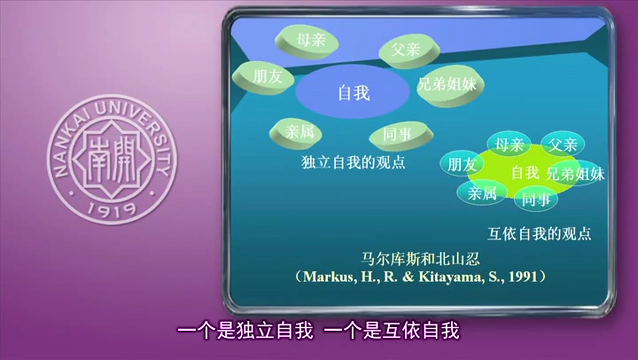 NANKAI UNIVERSITY
南開
·1919·
母亲
父亲
朋友
自我
兄弟姐妹
亲属
同事
独立自我的观点
母亲
父亲
朋友
自我
兄弟姐妹
亲属
同事
互依自我的观点
马尔库斯和北山忍
（Markus, H., R. & Kitayama, S., 1991）
一个是独立自我 一个是互依自我